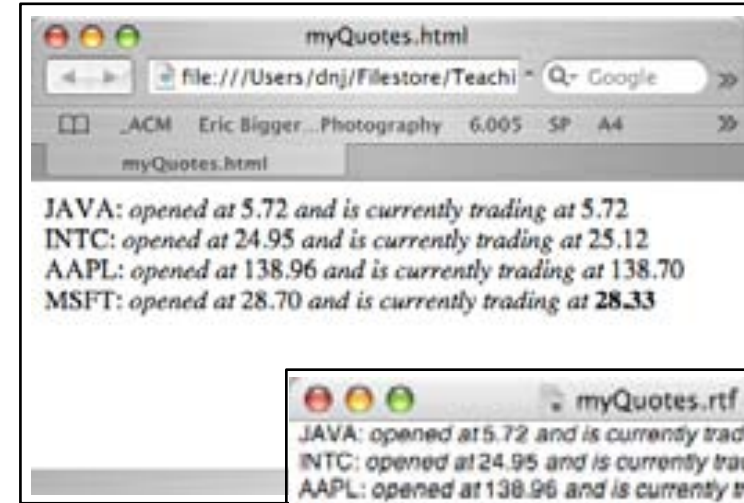 myQuotes.html
file:///Users/dnj/Filestore/Teachi Google
_ACM Eric Bigger...Photography 6.005 SP A4
myQuotes.html
JAVA: opened at 5.72 and is currently trading at 5.72
INTC: opened at 24.95 and is currently trading at 25.12
AAPL: opened at 138.96 and is currently trading at 138.70
MSFT: opened at 28.70 and is currently trading at 28.33
myQuotes.rtf
JAVA: opened at 5.72 and is currently trad
INTC: opened at 24.95 and is currently tra
AAPL: opened at 138.96 and is currently t